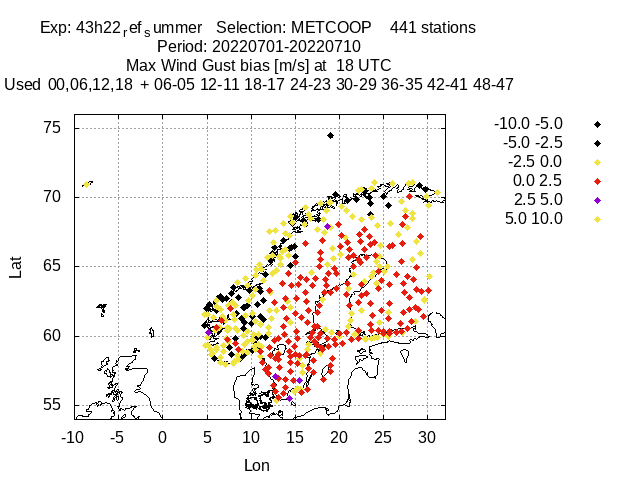 Exp: 43h22refsummer   Selection: METCOOP    441 stations
Period: 20220701-20220710
Max Wind Gust bias [m/s] at  18 UTC
Used 00,06,12,18  + 06-05 12-11 18-17 24-23 30-29 36-35 42-41 48-47
-10.0 -5.0
-5.0 -2.5
-2.5 0.0
0.0 2.5
2.5 5.0
5.0 10.0
75
70
65
60
55
Lat
-10 -5 0 5 10 15 20 25 30
Lon